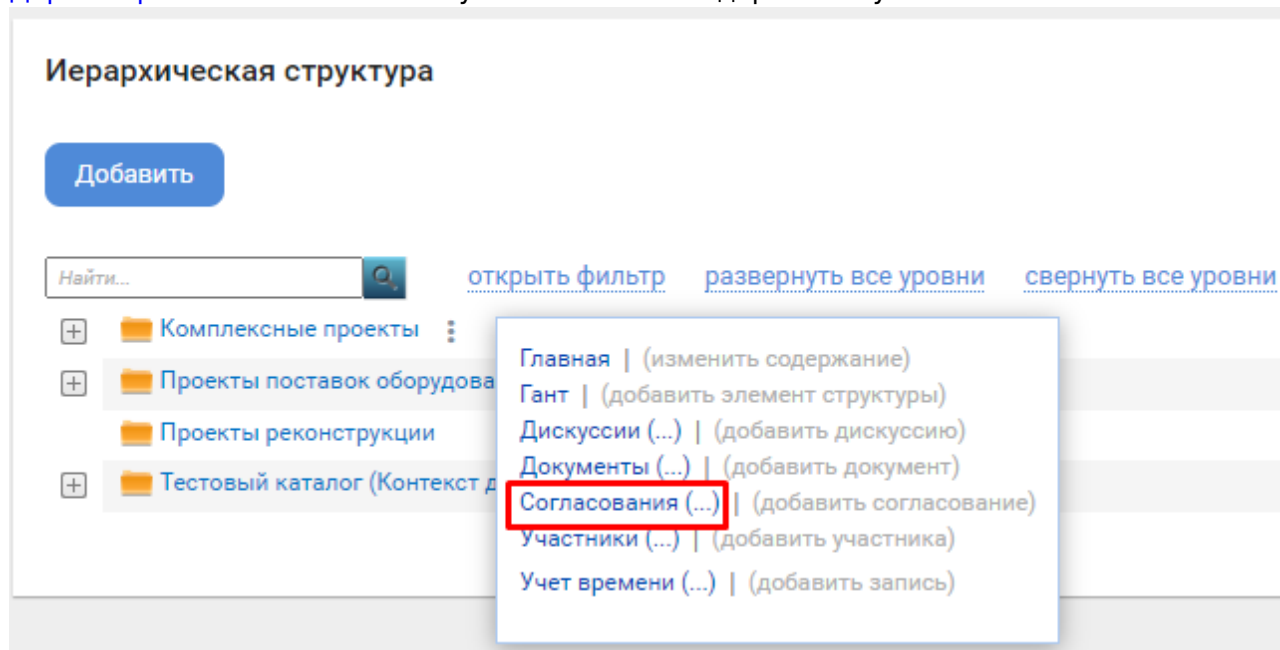 Иерархическая структура
Добавить
Найти...
открыть фильтр развернуть все уровни свернуть все уровни
Комплексные проекты
Проекты поставок оборудова
Проекты реконструкции
Тестовый каталог (Контекст д
Главная | (изменить содержание)
Гант | (добавить элемент структуры)
Дискуссии (...) | (добавить дискуссию)
Документы (...) | (добавить документ)
Согласования (...) | (добавить согласование)
Участники (...) | (добавить участника)
Учет времени (...) | (добавить запись)